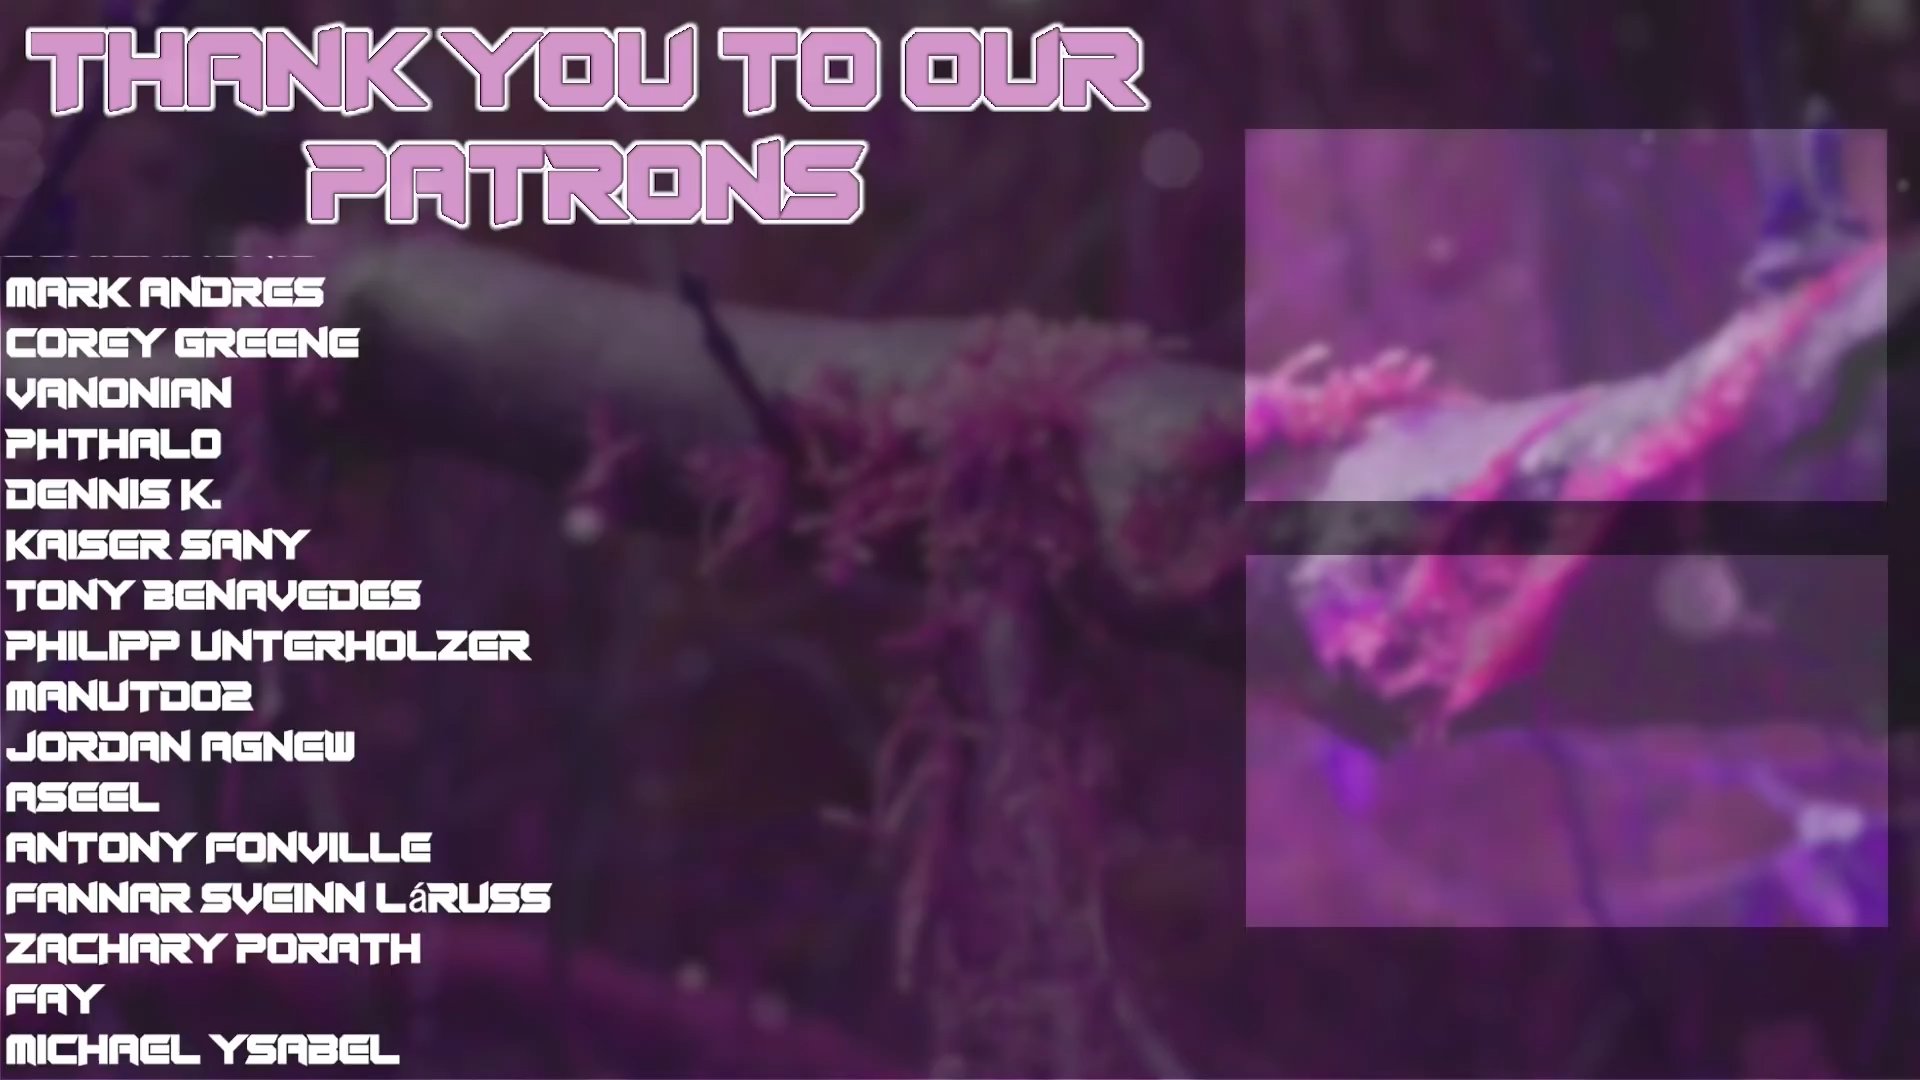 THANK YOU TO OUR
PATRONS
MARK ANDRES
COREY GREENE
VANONIAN
PHTHALO
DENNIS K.
KAISER SANY
TONY BENAVEDES
PHILIPP UNTERHOLZER
MANUTD02
JORDAN AGNEW
ASEEL
ANTONY FONVILLE
FANNAR SVEINN LáRUSS
ZACHARY PORATH
FAY
MICHAEL YSABEL